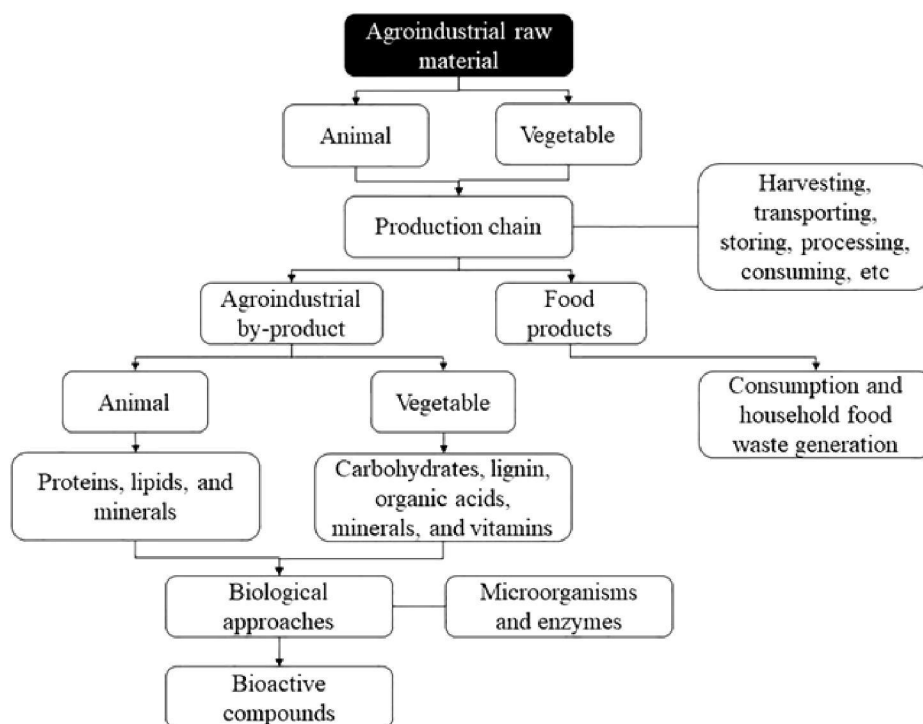 Agroindustrial raw
material
Animal
Vegetable
Production chain
Harvesting,
transporting,
storing, processing,
consuming, etc
Agroindustrial
by-product
Food
products
Animal
Vegetable
Consumption and
household food
waste generation
Proteins, lipids, and
minerals
Carbohydrates, lignin,
organic acids,
minerals, and vitamins
Biological
approaches
Microorganisms
and enzymes
Bioactive
compounds